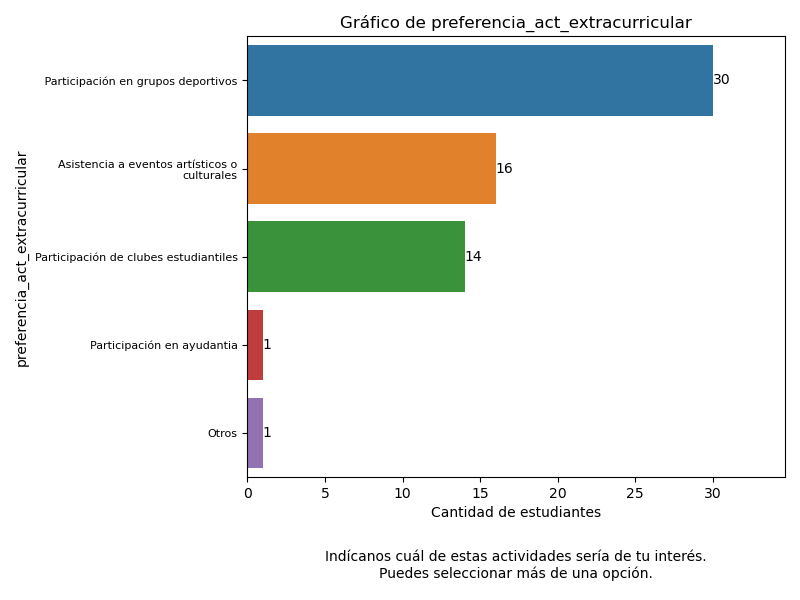 Gráfico de preferencia_act_extracurricular
preferencia_act_extracurricular
Participación en grupos deportivos
30
Asistencia a eventos artísticos o
culturales
16
Participación de clubes estudiantiles
14
Participación en ayudantia
1
Otros
1
0 5 10 15 20 25 30
Cantidad de estudiantes
Indícanos cuál de estas actividades sería de tu interés.
Puedes seleccionar más de una opción.